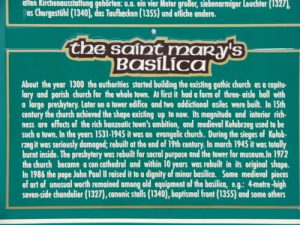 alten Kirchenausstattung gehörten: u.a. ein vier Meter großer, siebenarmiger Leuchter (1327),
as Chorgestühl (1340), des Taufbacken (1355) und etliche andere.
the saint mary's
Basilica
About the year 1300 the authorities started building the existing gothic church as a capitu-
lary and parish church for the whole town. At first it had a form of three-aisle hall with
a large presbytery. Later on a tower edifice and two additional asiles were built. In 15th
century the church achieved the shape existing up to now. Its magnitude and interior rich-
ness are effects of the rich hanzeatic town's ambition, and medieval Kołobrzeg used to be
such a town. In the years 1531-1945 it was an evangelic church. During the sieges of Kołob-
rzeg it was seriously damaged; rebuilt at the end of 19th century. In march 1945 it was totally
burnt inside. The presbytery was rebuilt for sacral purpose and the tower for museum.In 1972
the church became a con cathedral and within 10 years was rebuilt in its original shape.
In 1986 the pope John Paul II raised it to a dignity of minor basilica. Some medieval pieces
of art of unusual worth remained among old equipment of the basilica, e.g.: 4-metre-high
seven-side chandelier (1327), canonic stalls (1340), baptismal front (1355) and some others